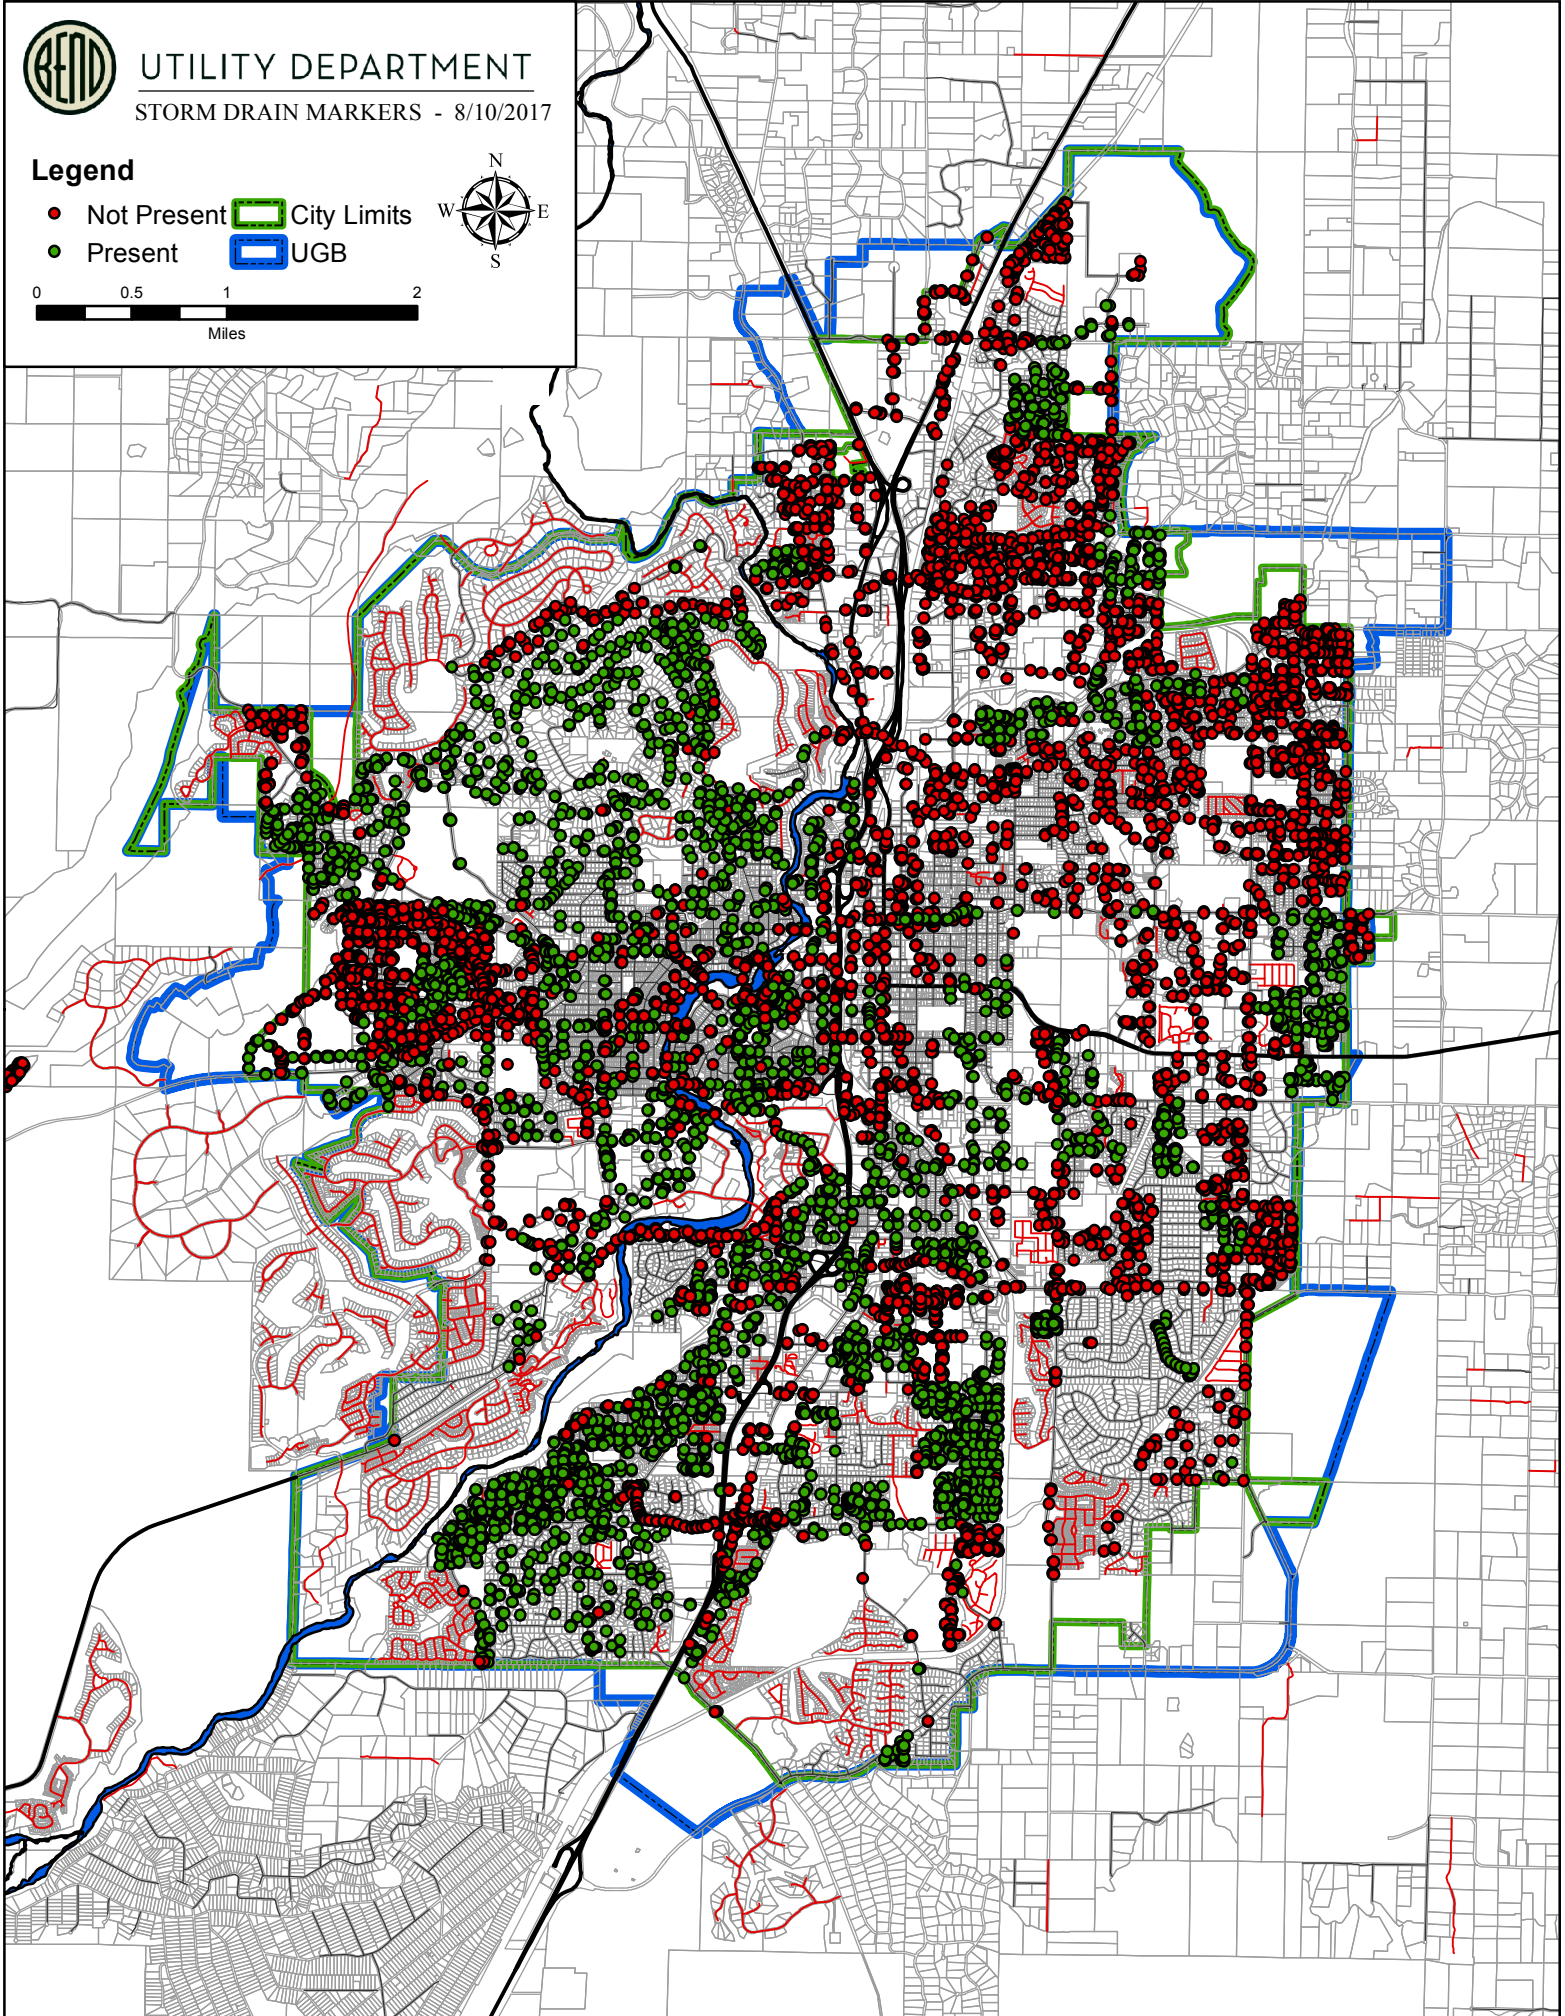 BEND
UTILITY DEPARTMENT
STORM DRAIN MARKERS - 8/10/2017
Legend
Not Present
City Limits
Present
UGB
N
W
E
S
0 0.5 1 2
Miles